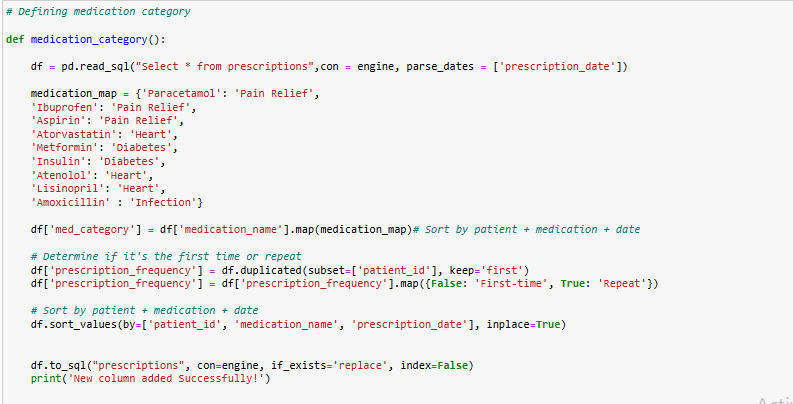 # Defining medication category
def medication_category():
df = pd.read_sql("Select * from prescriptions",con = engine, parse_dates = ['prescription_date'])
medication_map = {'Paracetamol': 'Pain Relief',
'Ibuprofen': 'Pain Relief',
'Aspirin': 'Pain Relief',
'Atorvastatin': 'Heart',
'Metformin': 'Diabetes',
'Insulin': 'Diabetes',
'Atenolol': 'Heart',
'Lisinopril': 'Heart',
'Amoxicillin' : 'Infection'}
df['med_category'] = df['medication_name'].map(medication_map)# Sort by patient + medication + date
# Determine if it's the first time or repeat
df['prescription_frequency'] = df.duplicated(subset=['patient_id'], keep='first')
df['prescription_frequency'] = df['prescription_frequency'].map({False: 'First-time', True: 'Repeat'})
# Sort by patient + medication + date
df.sort_values(by=['patient_id', 'medication_name', 'prescription_date'], inplace=True)
df.to_sql("prescriptions", con=engine, if_exists='replace', index=False)
print('New column added Successfully!')